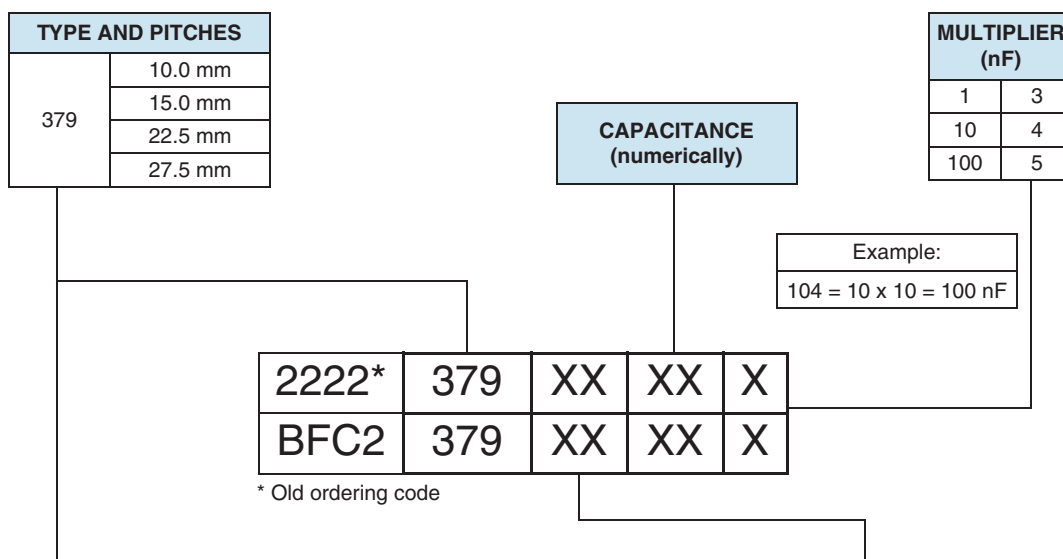 TYPE AND PITCHES
379
10.0 mm
15.0 mm
22.5 mm
27.5 mm
CAPACITANCE
(numerically)
MULTIPLIER
(nF)
1 3
10 4
100 5
Example:
104 = 10 x 10 = 100 nF
2222* 379 XX XX X
BFC2 379 XX XX X
* Old ordering code